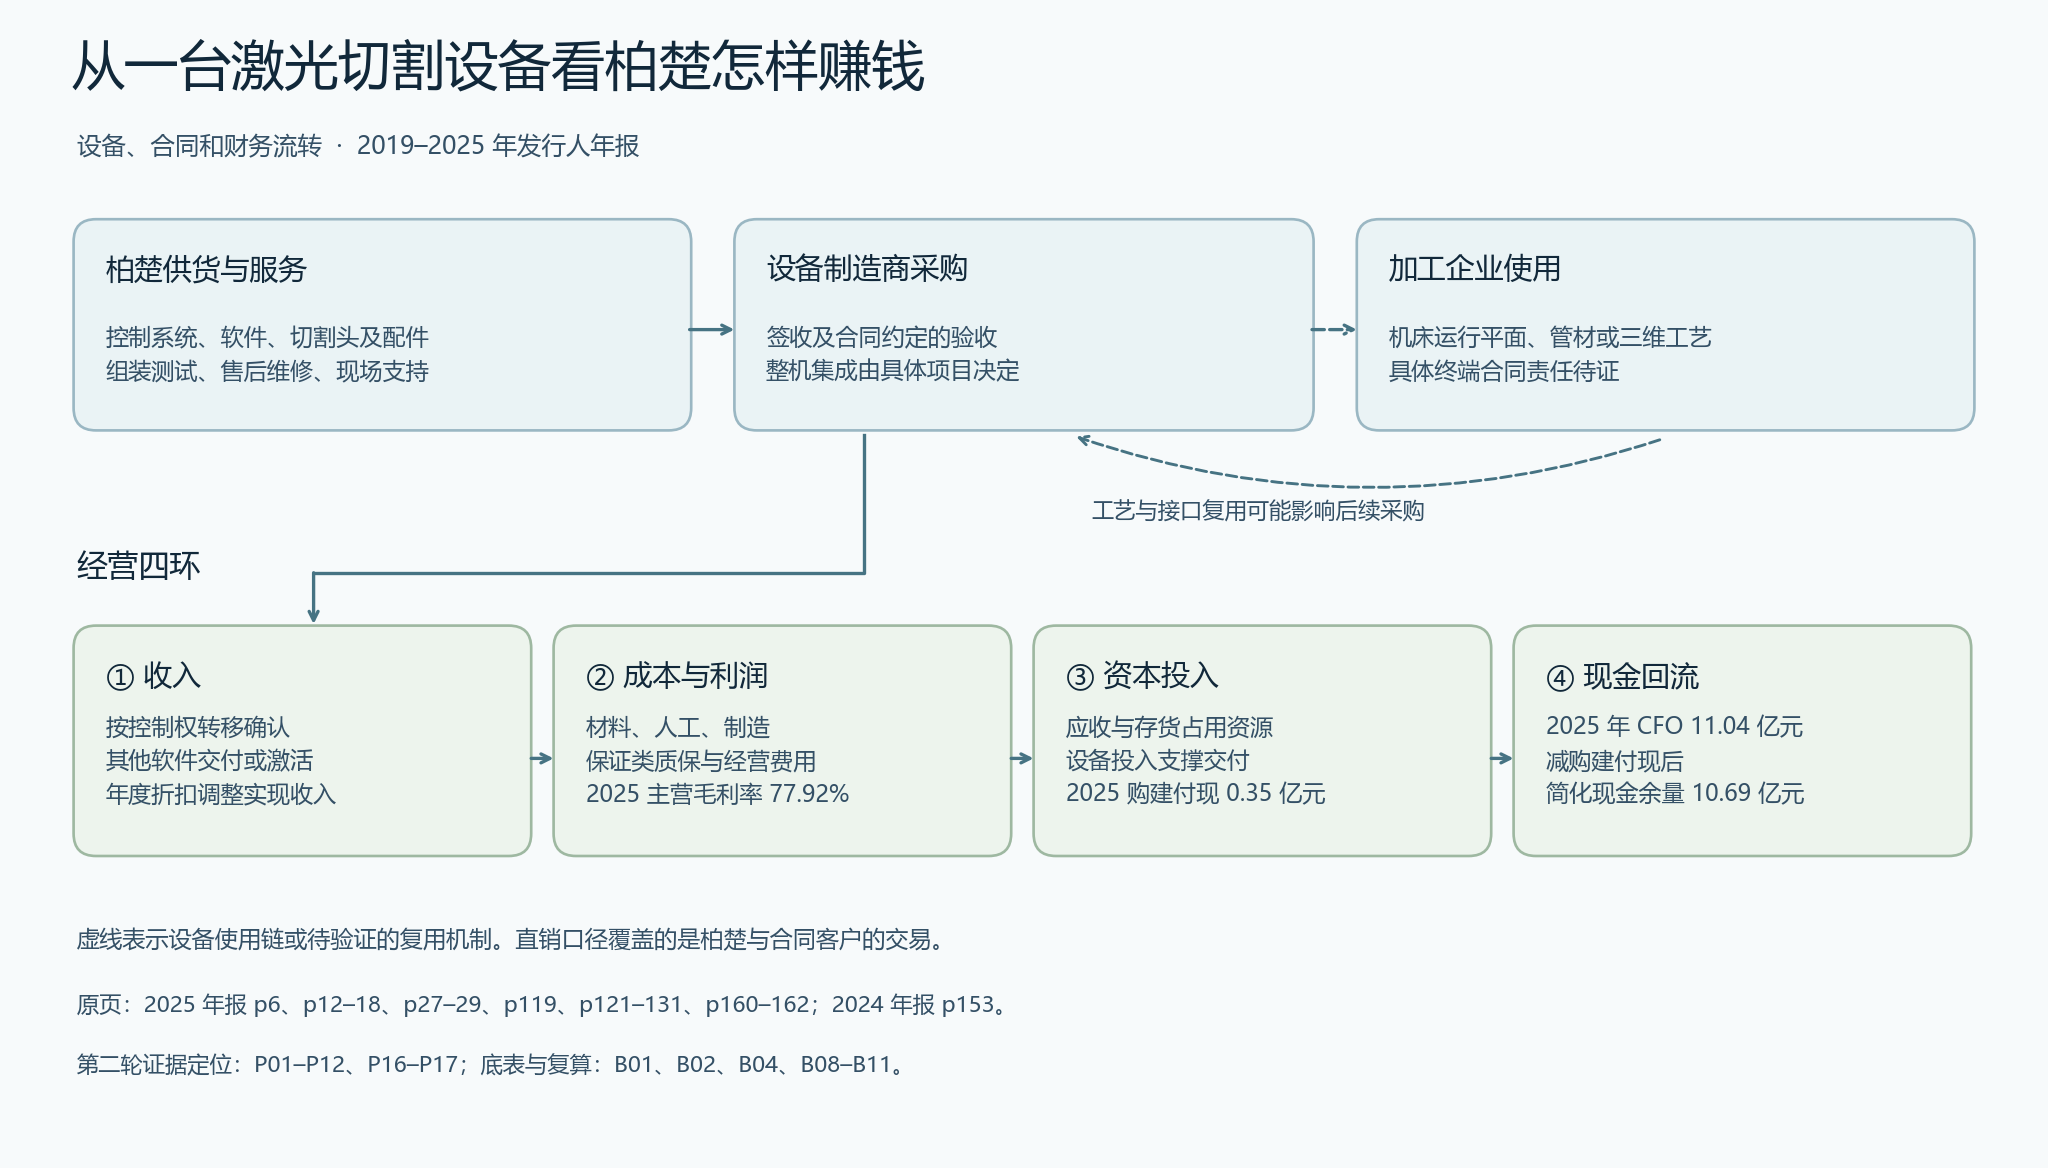 从一台激光切割设备看柏楚怎样赚钱
设备、合同和财务流转 · 2019–2025 年发行人年报
柏楚供货与服务
控制系统、软件、切割头及配件
组装测试、售后维修、现场支持
设备制造商采购
签收及合同约定的验收
整机集成由具体项目决定
加工企业使用
机床运行平面、管材或三维工艺
具体终端合同责任待证
工艺与接口复用可能影响后续采购
经营四环
① 收入
按控制权转移确认
其他软件交付或激活
年度折扣调整实现收入
② 成本与利润
材料、人工、制造
保证类质保与经营费用
2025 主营毛利率 77.92%
③ 资本投入
应收与存货占用资源
设备投入支撑交付
2025 购建付现 0.35 亿元
④ 现金回流
2025 年 CFO 11.04 亿元
减购建付现后
简化现金余量 10.69 亿元
虚线表示设备使用链或待验证的复用机制。直销口径覆盖的是柏楚与合同客户的交易。
原页：2025 年报 p6、p12–18、p27–29、p119、p121–131、p160–162；2024 年报 p153。
第二轮证据定位：P01–P12、P16–P17；底表与复算：B01、B02、B04、B08–B11。